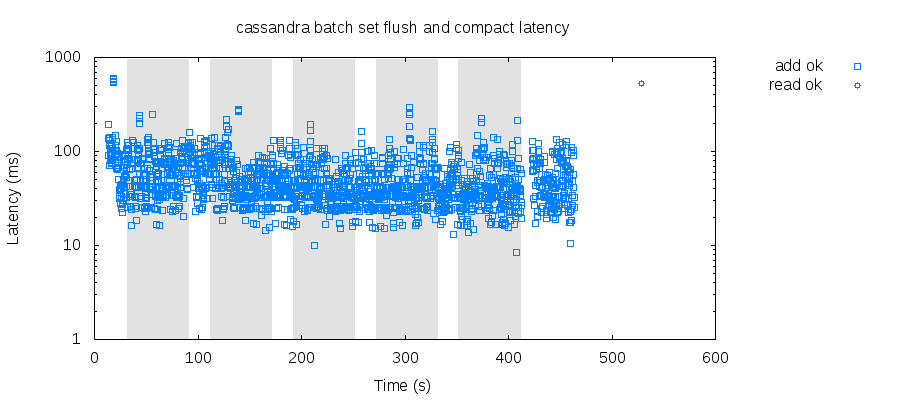 cassandra batch set flush and compact latency
1000
100
10
1
0 100 200 300 400 500 600
Latency (ms)
Time (s)
add ok
read ok